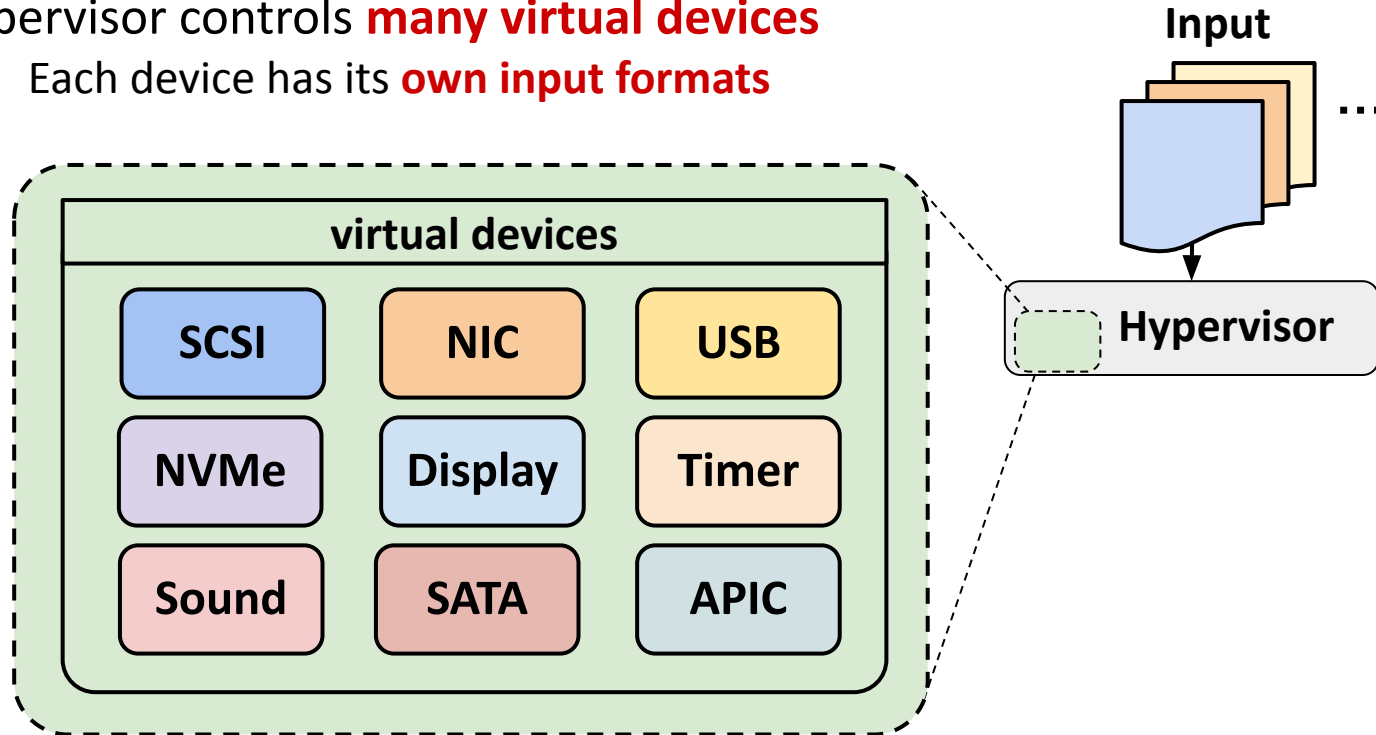 pervisor controls many virtual devices
Each device has its own input formats
Input
...
virtual devices
SCSI
NIC
USB
Hypervisor
NVMe
Display
Timer
Sound
SATA
APIC